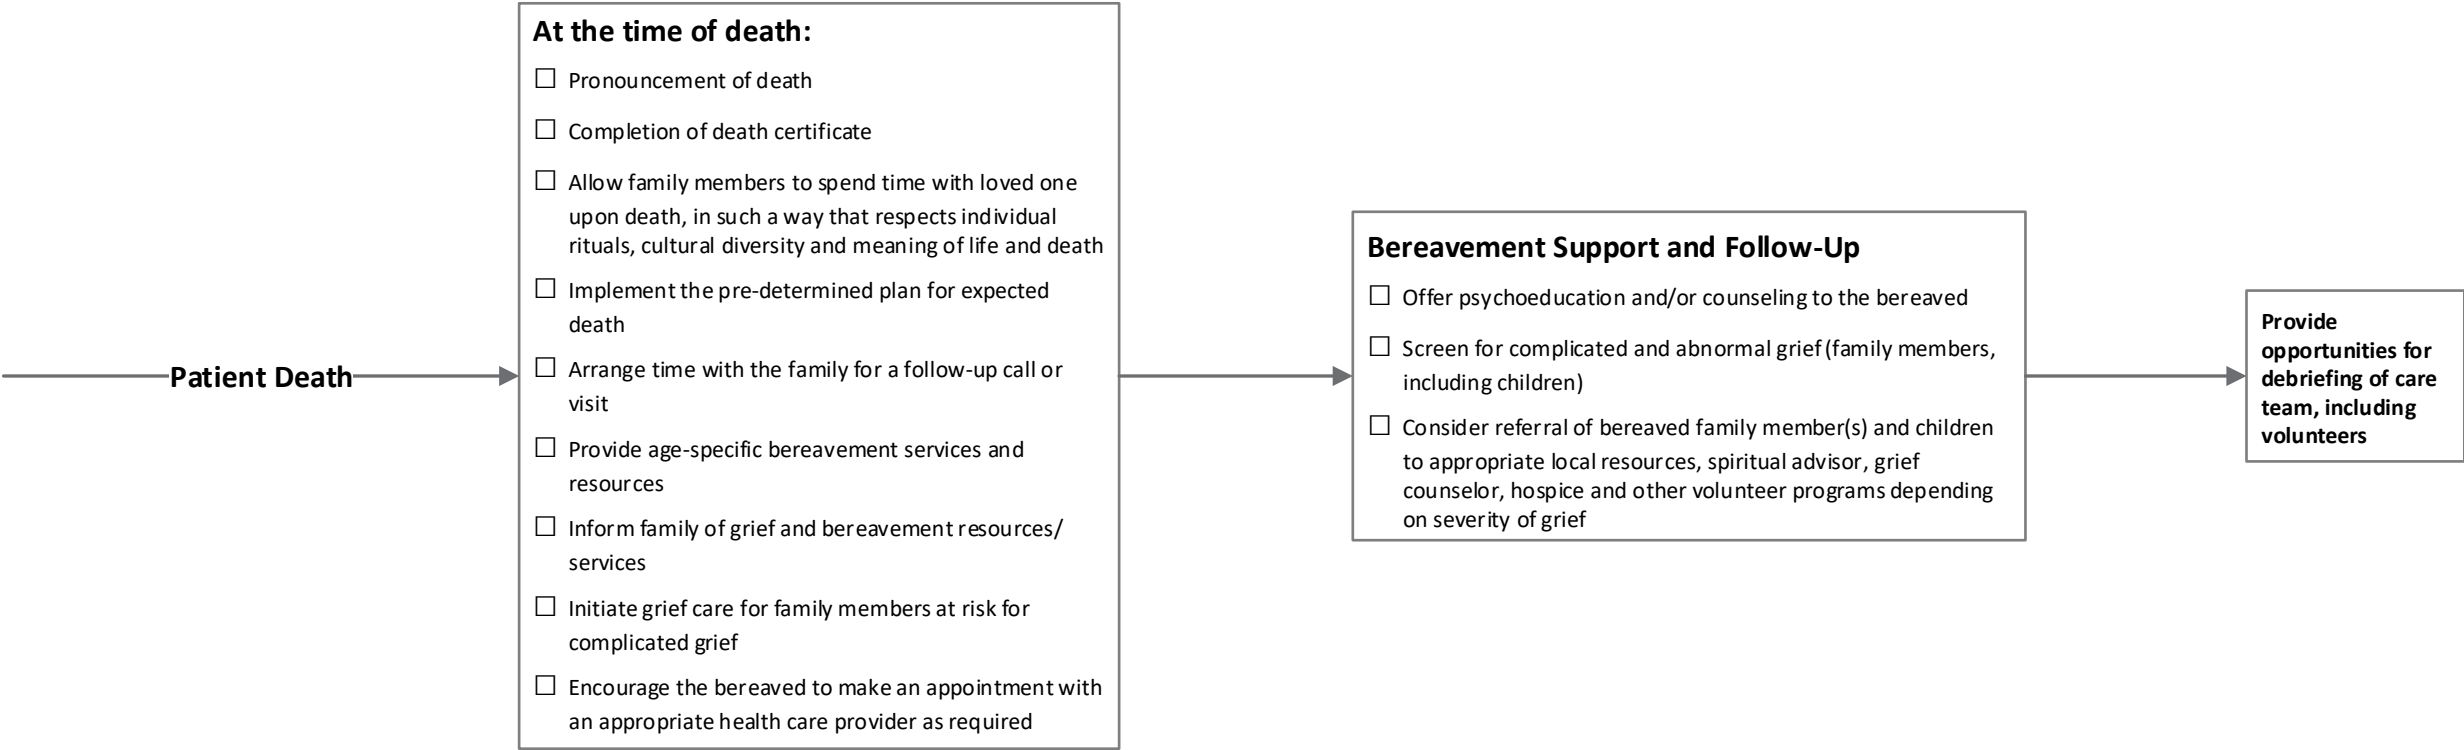 Patient Death
At the time of death:
☐ Pronouncement of death
☐ Completion of death certificate
☐ Allow family members to spend time with loved one
upon death, in such a way that respects individual
rituals, cultural diversity and meaning of life and death
☐ Implement the pre-determined plan for expected
death
☐ Arrange time with the family for a follow-up call or
visit
☐ Provide age-specific bereavement services and
resources
☐ Inform family of grief and bereavement resources/
services
☐ Initiate grief care for family members at risk for
complicated grief
☐ Encourage the bereaved to make an appointment with
an appropriate health care provider as required
Bereavement Support and Follow-Up
☐ Offer psychoeducation and/or counseling to the bereaved
☐ Screen for complicated and abnormal grief (family members,
including children)
☐ Consider referral of bereaved family member(s) and children
to appropriate local resources, spiritual advisor, grief
counselor, hospice and other volunteer programs depending
on severity of grief
Provide
opportunities for
debriefing of care
team, including
volunteers